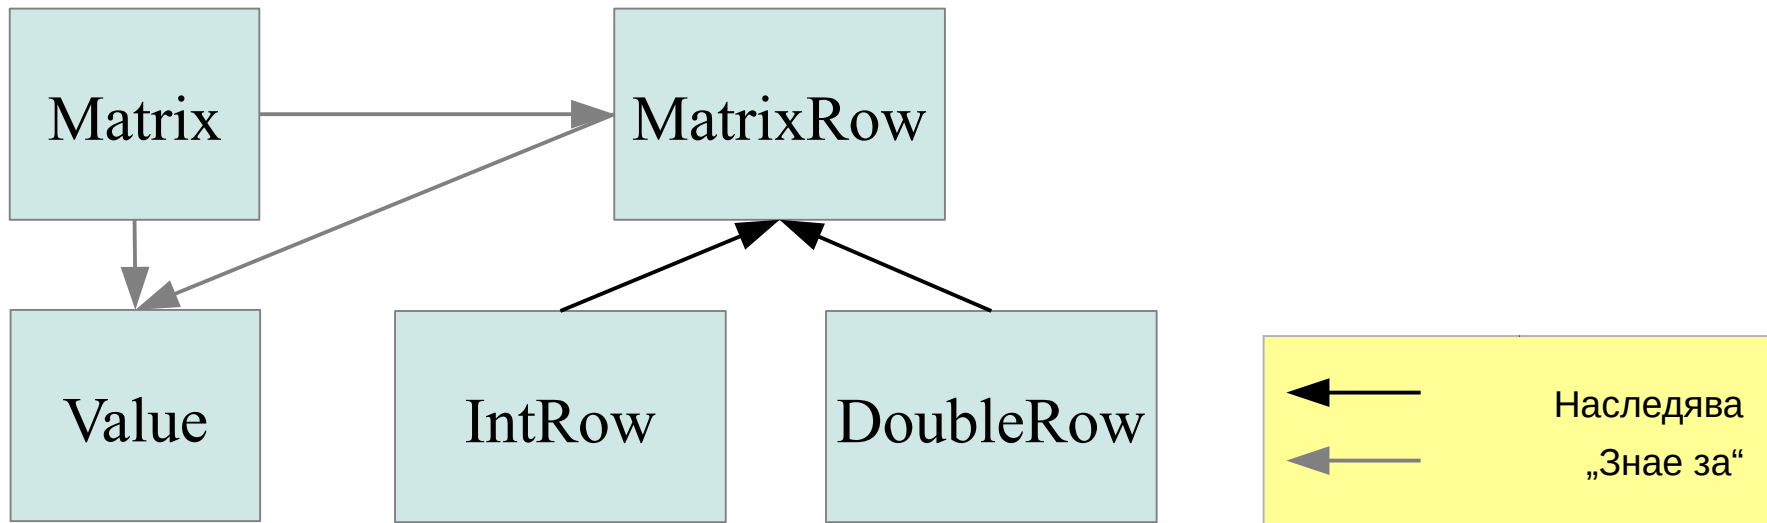 Matrix
MatrixRow
Value
IntRow
DoubleRow
Наследява
„Знае за“